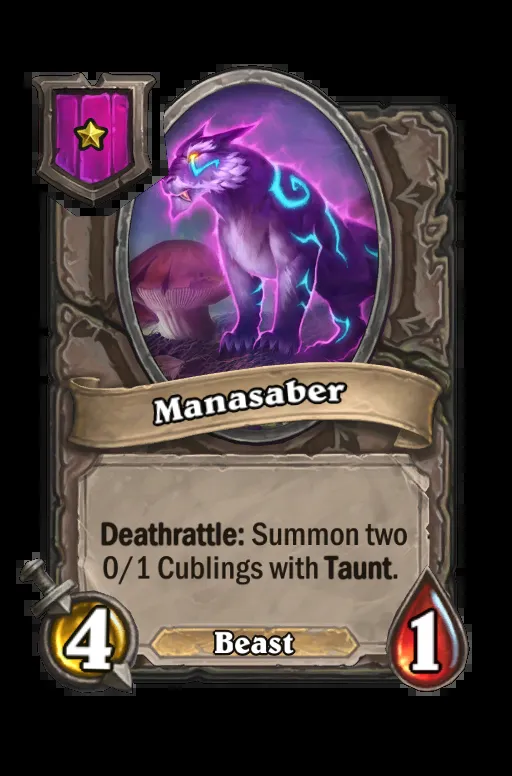 Manasaber
Deathrattle: Summon two
0/1 Cublings with Taunt.
4
Beast
1